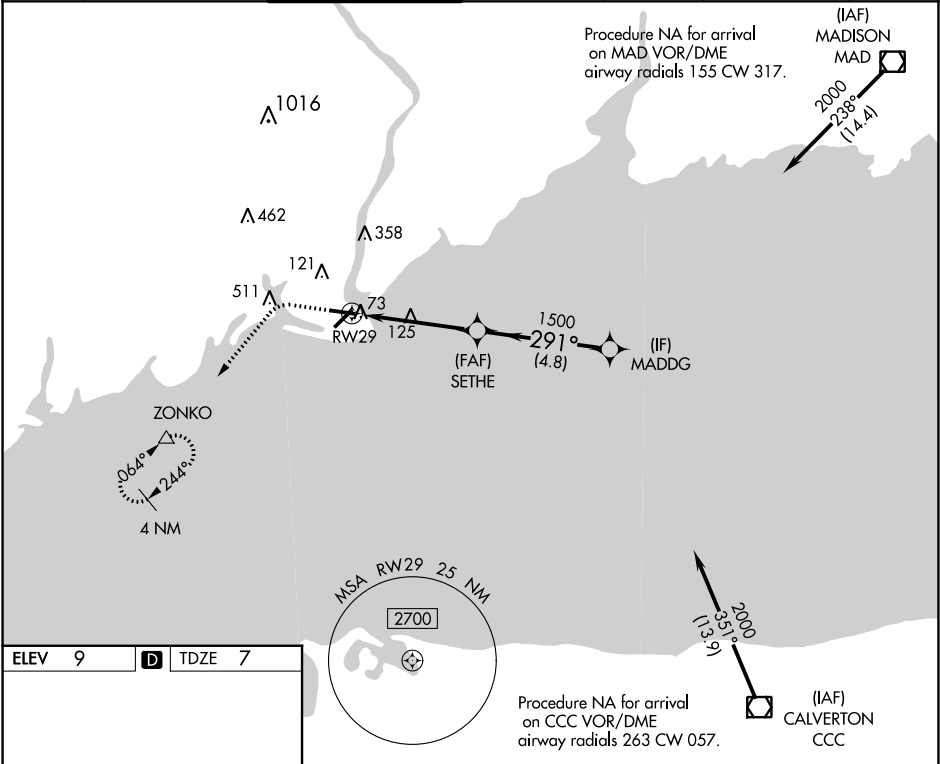 Procedure NA for arrival
on MAD VOR/DME
airway radials 155 CW 317.
(IAF)
MADISON
MAD
2000
238°
(14.4)
1016
462
358
121
511
73
125
RW29
1500
291°
(4.8)
(FAF)
SETHE
(IF)
MADDG
ZONKO
064°
244°
4 NM
MSA RW29 25 NM
2700
2000
351°
(13.9)
(IAF)
CALVERTON
CCC
Procedure NA for arrival
on CCC VOR/DME
airway radials 263 CW 057.
ELEV 9 D TDZE 7